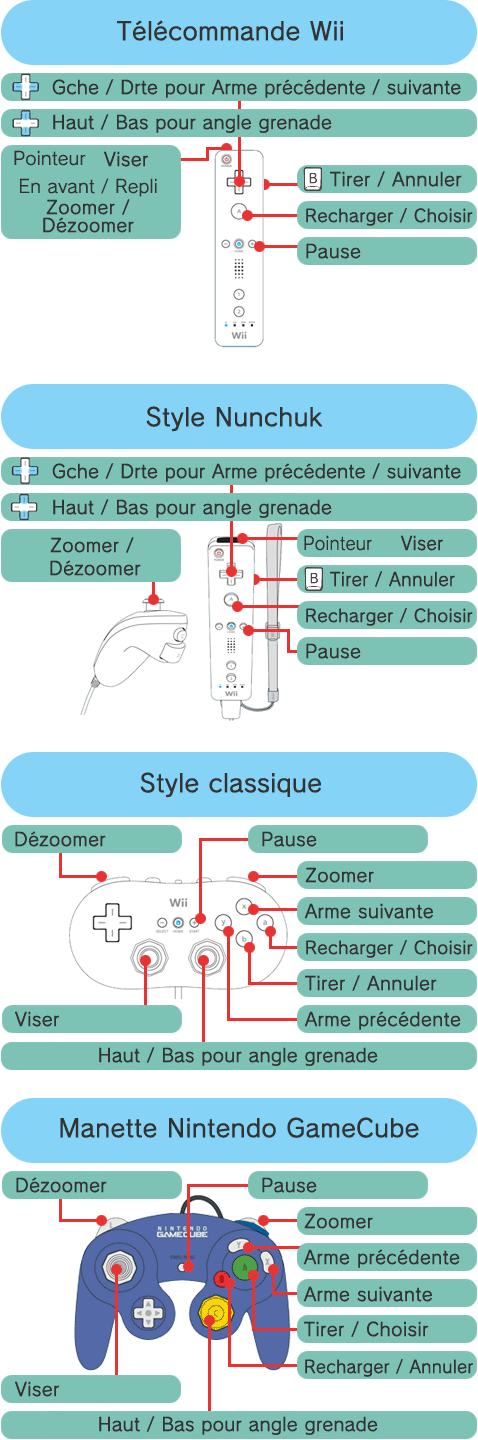 Télécommande Wii
Gche / Drte pour Arme précédente / suivante
Haut / Bas pour angle grenade
Pointeur Viser
En avant / Repli
Zoomer /
Dézoomer
B Tirer / Annuler
Recharger / Choisir
Pause
A
HOME
1
2
Wii
Style Nunchuk
Gche / Drte pour Arme précédente / suivante
Haut / Bas pour angle grenade
Zoomer /
Dézoomer
Pointeur Viser
B Tirer / Annuler
Recharger / Choisir
Pause
Wii
Style classique
Dézoomer
Pause
Zoomer
Arme suivante
Recharger / Choisir
Tirer / Annuler
Arme précédente
Wii
SELECT HOME START
x
y
a
b
Viser
Haut / Bas pour angle grenade
Manette Nintendo GameCube
Dézoomer
Pause
Zoomer
Arme précédente
Arme suivante
Tirer / Choisir
Recharger / Annuler
NINTENDO
GAMECUBE
Y
X
A
B
C
Viser
Haut / Bas pour angle grenade